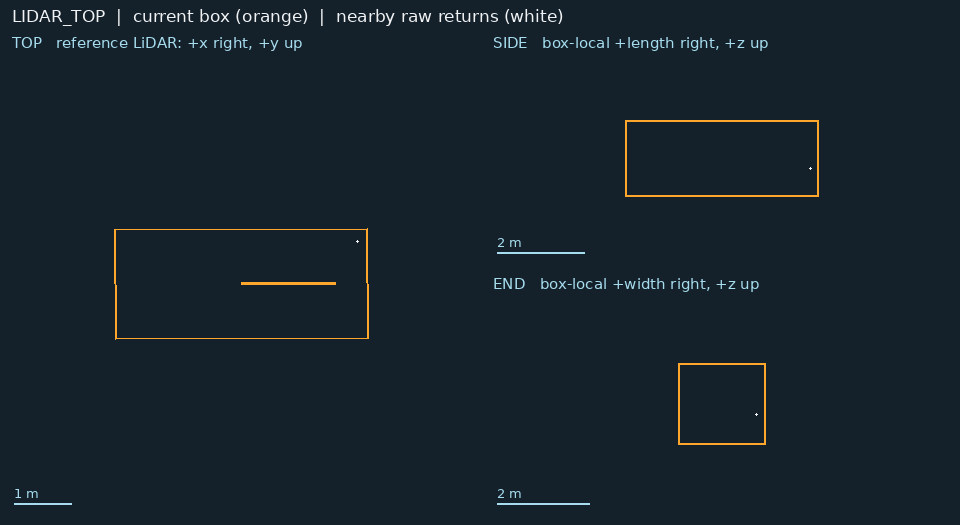 LIDAR_TOP | current box (orange) | nearby raw returns (white)
TOP reference LiDAR: +x right, +y up
SIDE box-local +length right, +z up
2 m
END box-local +width right, +z up
1 m
2 m